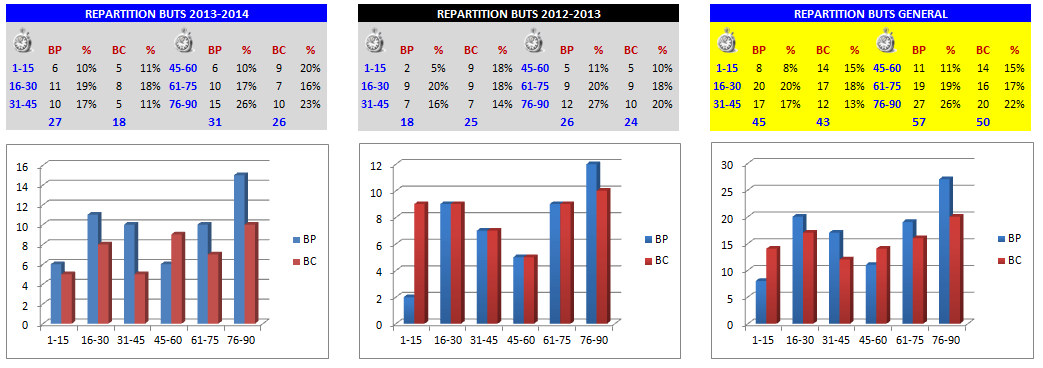 REPARTITION BUTS 2013-2014
BP % BC % BP % BC %
1-15 6 10% 5 11% 45-60 6 10% 9 20%
16-30 11 19% 8 18% 61-75 10 17% 7 16%
31-45 10 17% 5 11% 76-90 15 26% 10 23%
27 18 31 26
REPARTITION BUTS 2012-2013
BP % BC % BP % BC %
1-15 2 5% 9 18% 45-60 5 11% 5 10%
16-30 9 20% 9 18% 61-75 9 20% 9 18%
31-45 7 16% 7 14% 76-90 12 27% 10 20%
18 25 26 24
REPARTITION BUTS GENERAL
BP % BC % BP % BC %
1-15 8 8% 14 15% 45-60 11 11% 14 15%
16-30 20 20% 17 18% 61-75 19 19% 16 17%
31-45 17 17% 12 13% 76-90 27 26% 20 22%
45 43 57 50
16
14
12
10
8
6
4
2
0
1-15 16-30 31-45 45-60 61-75 76-90
BP
BC
12
10
8
6
4
2
0
1-15 16-30 31-45 45-60 61-75 76-90
BP
BC
30
25
20
15
10
5
0
1-15 16-30 31-45 45-60 61-75 76-90
BP
BC